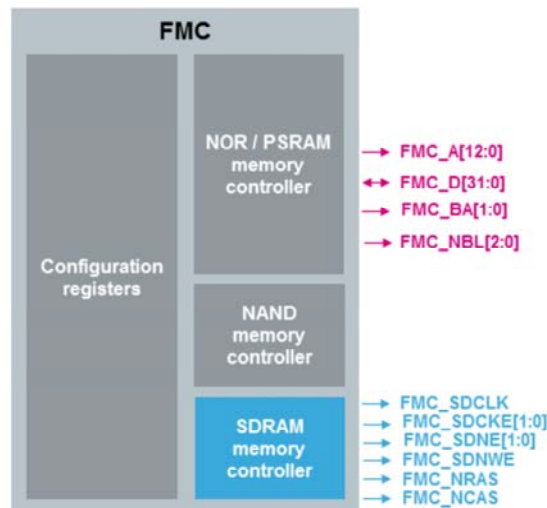 FMC
Configuration
registers
NOR / PSRAM
memory
controller
NAND
memory
controller
SDRAM
memory
controller
FMC_A[12:0]
FMC_D[31:0]
FMC_BA[1:0]
FMC_NBL[2:0]
FMC_SDCLK
FMC_SDCKE[1:0]
FMC_SDNE[1:0]
FMC_SDNWE
FMC_NRAS
FMC_NCAS